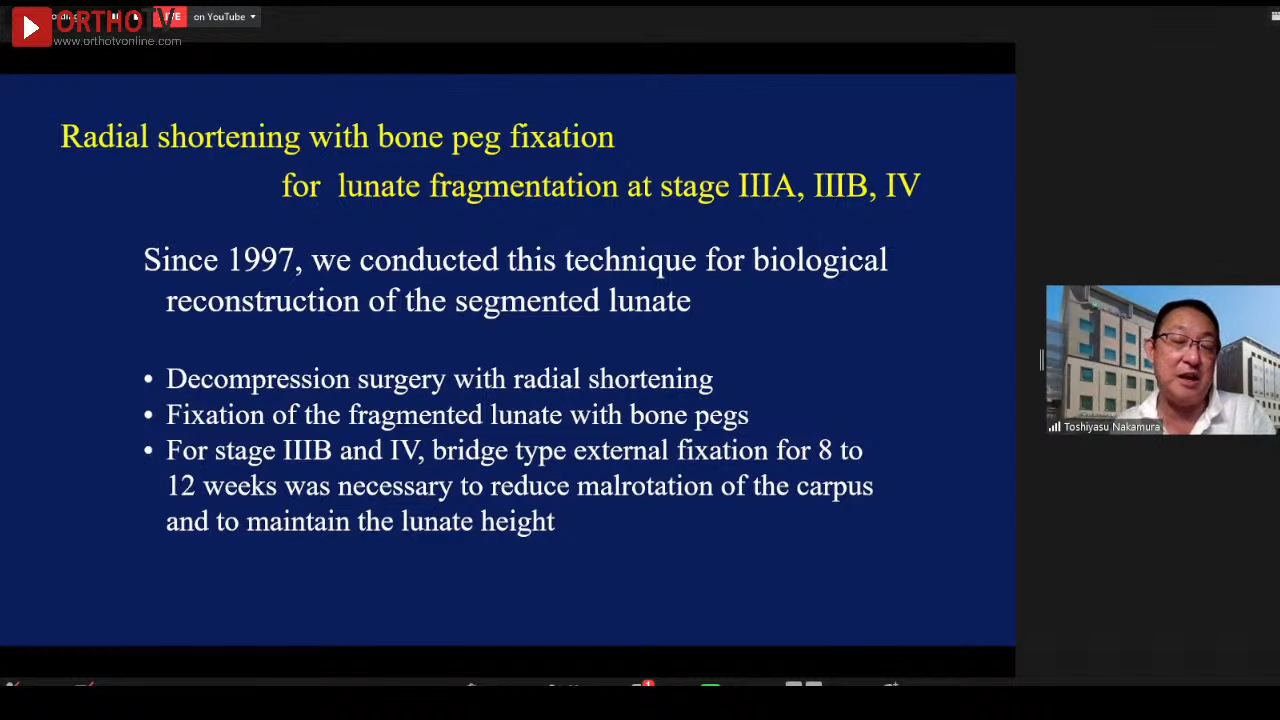 ORTHOTV
LIVE
on YouTube
www.orthotvonline.com
Radial shortening with bone peg fixation
for lunate fragmentation at stage IIIA, IIIB, IV
Since 1997, we conducted this technique for biological
reconstruction of the segmented lunate
• Decompression surgery with radial shortening
• Fixation of the fragmented lunate with bone pegs
• For stage IIIB and IV, bridge type external fixation for 8 to
12 weeks was necessary to reduce malrotation of the carpus
and to maintain the lunate height
Toshiyasu Nakamura
1